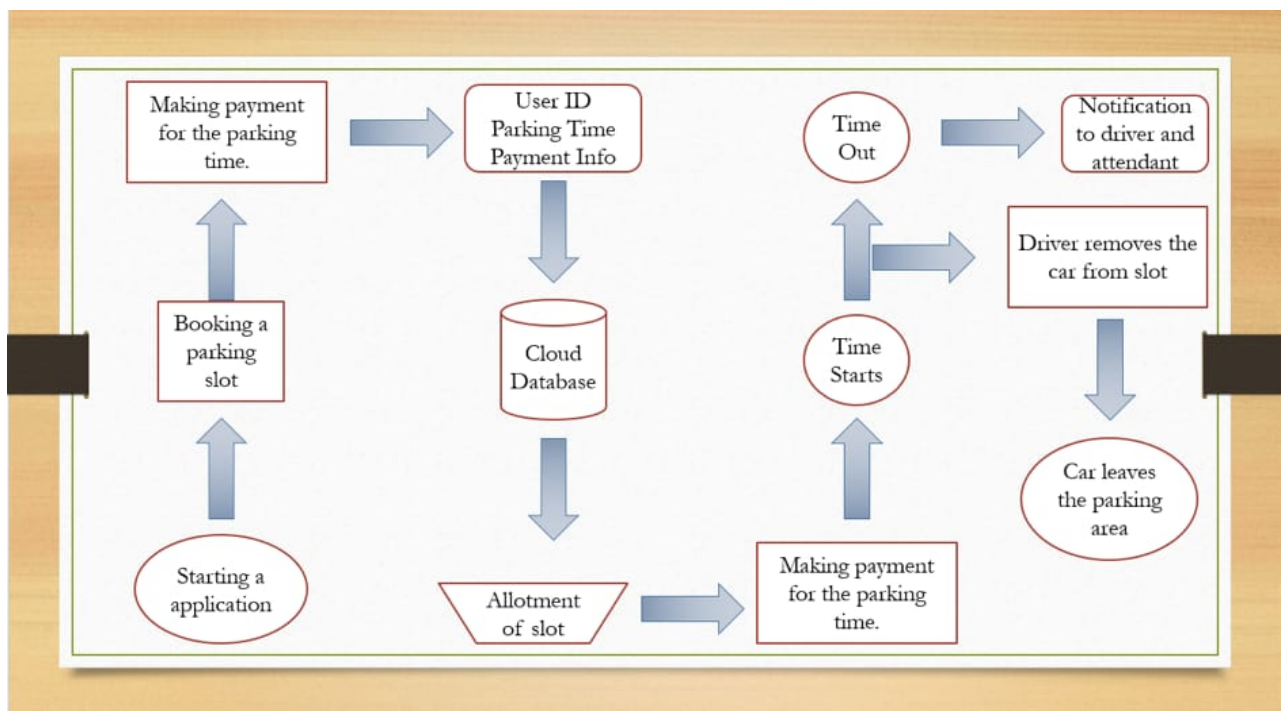 Making payment
for the parking
time.
User ID
Parking Time
Payment Info
Time
Out
Notification
to driver and
attendant
Driver removes the
car from slot
Booking a
parking
slot
Cloud
Database
Time
Starts
Car leaves
the parking
area
Starting a
application
Allotment
of slot
Making payment
for the parking
time.